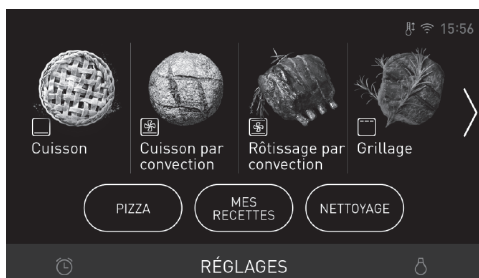 15:56
Cuisson
Cuisson par
convection
Rôtissage par
convection
Grillage
PIZZA
MES
RECETTES
NETTOYAGE
RÉGLAGES